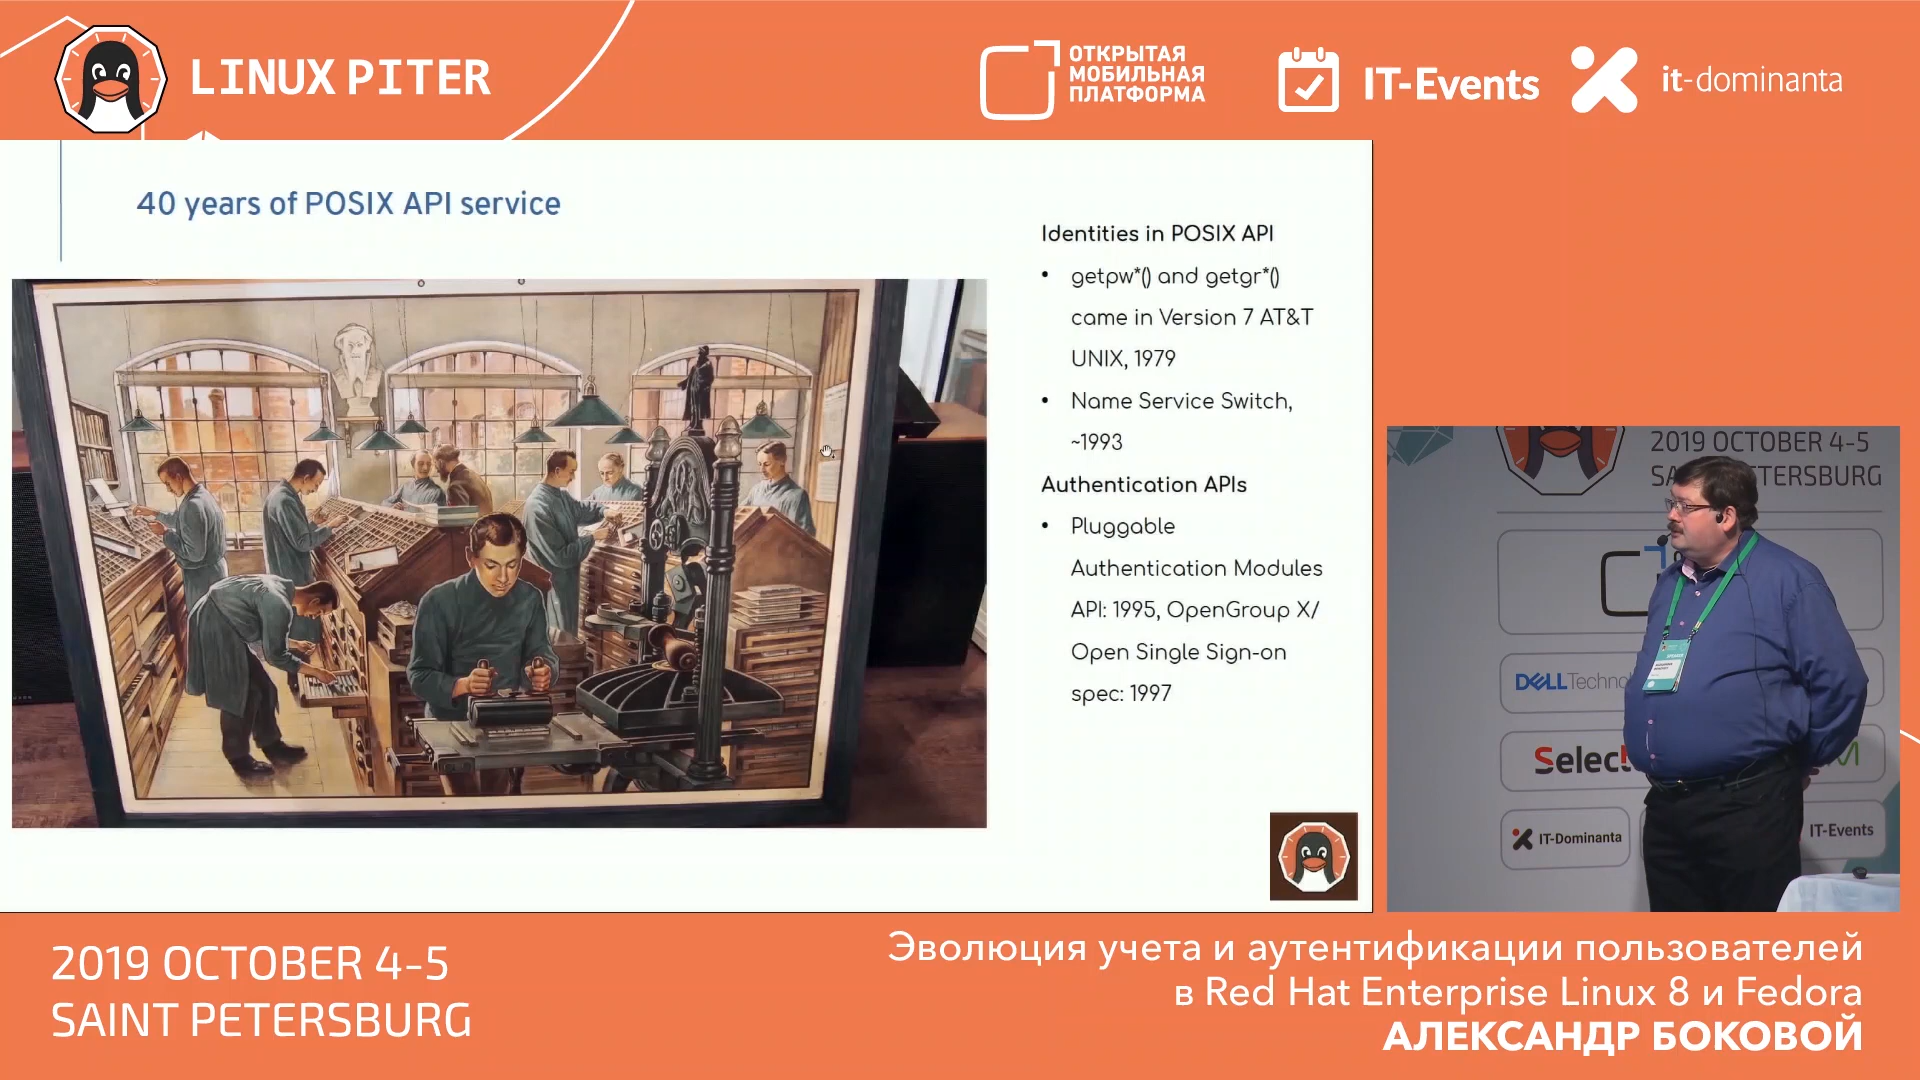 LINUX PITER
ОТКРЫТАЯ
МОБИЛЬНАЯ
ПЛАТФОРМА
IT-Events
it-dominanta
40 years of POSIX API service
Identities in POSIX API
• getpw*() and getgr*()
came in Version 7 AT&T
UNIX, 1979
• Name Service Switch,
~1993
Authentication APIs
• Pluggable
Authentication Modules
API: 1995, OpenGroup X/
Open Single Sign-on
spec: 1997
2019 OCTOBER 4-5
TERSBURG
DELL
IT-Dominanta
IT-Events
2019 OCTOBER 4-5
SAINT PETERSBURG
Эволюция учета и аутентификации пользователей
в Red Hat Enterprise Linux 8 и Fedora
АЛЕКСАНДР БОКОВОЙ